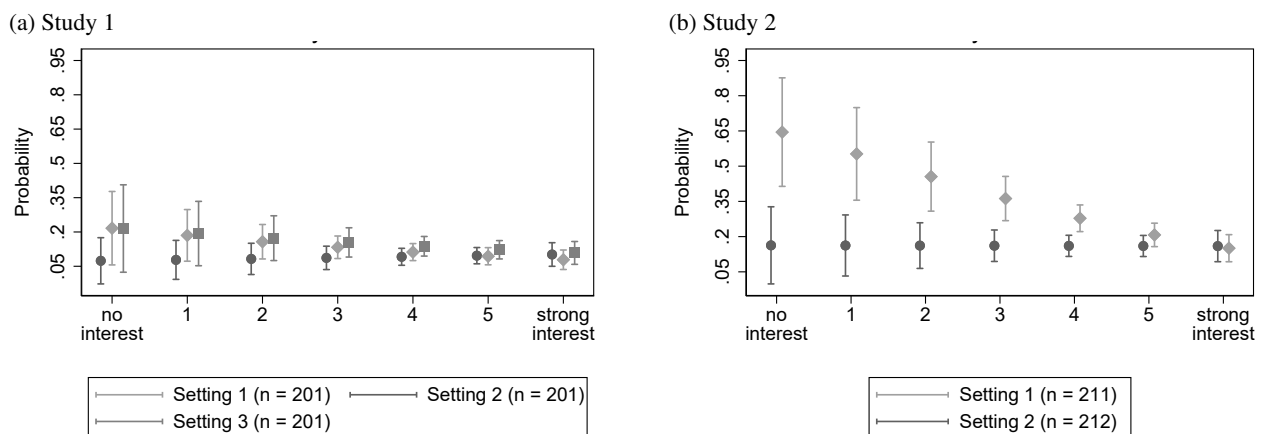 (a) Study 1
Probability
.95
.8
.65
.5
.35
.2
.05
no interest
1
2
3
4
5
strong interest
Setting 1 (n = 201)
Setting 2 (n = 201)
Setting 3 (n = 201)
(b) Study 2
Probability
.95
.8
.65
.5
.35
.2
.05
no interest
1
2
3
4
5
strong interest
Setting 1 (n = 211)
Setting 2 (n = 212)